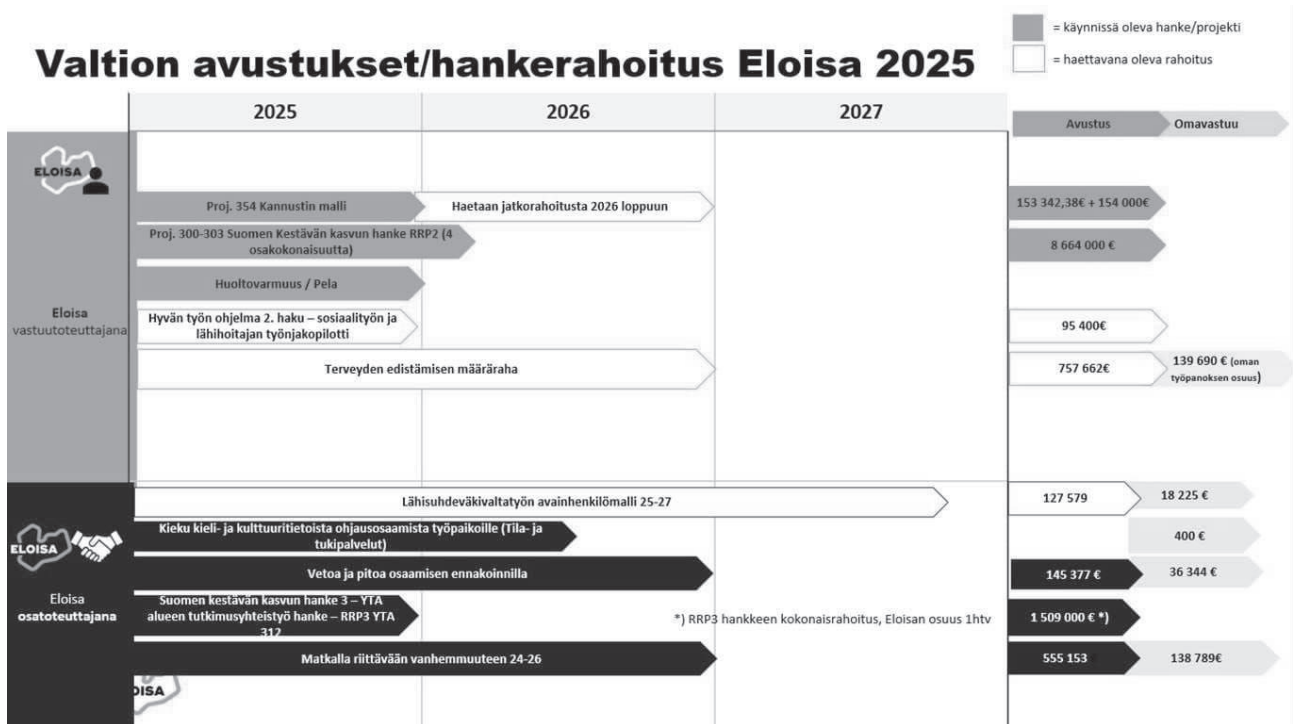 = käynnissä oleva hanke/projekti
= haettavana oleva rahoitus
Valtion avustukset/hankerahoitus Eloisa 2025
2025
2026
2027
Avustus
Omavastuu
ELOISA
Eloisa
vastuutoteuttajana
Proj. 354 Kannustin malli
Haetaan jatkorahoitusta 2026 loppuun
153 342,38€ + 154 000€
Proj. 300-303 Suomen Kestävän kasvun hanke RRP2 (4
osakokonaisuutta)
8 664 000 €
Huoltovarmuus / Pela
Hyvän työn ohjelma 2. haku – sosiaalityön ja
lähihoitajan työnjakopilotti
95 400€
Terveyden edistämisen määräraha
757 662€
139 690 € (oman
työpanoksen osuus)
ELOISA
Eloisa
osatoteuttajana
Lähisuhdeväkivaltatyön avainhenkilömalli 25-27
127 579
18 225 €
Kieku kieli- ja kulttuuritietoista ohjausosaamista työpaikoille (Tila- ja
tukipalvelut)
400 €
Vetoa ja pitoa osaamisen ennakoinnilla
145 377 €
36 344 €
Suomen kestävän kasvun hanke 3 – YTA
alueen tutkimusyhteistyö hanke – RRP3 YTA
312
*) RRP3 hankkeen kokonaisrahoitus, Eloisan osuus 1htv
1 509 000 € *)
Matkalla riittävään vanhemmuuteen 24-26
555 153
138 789€
OISA